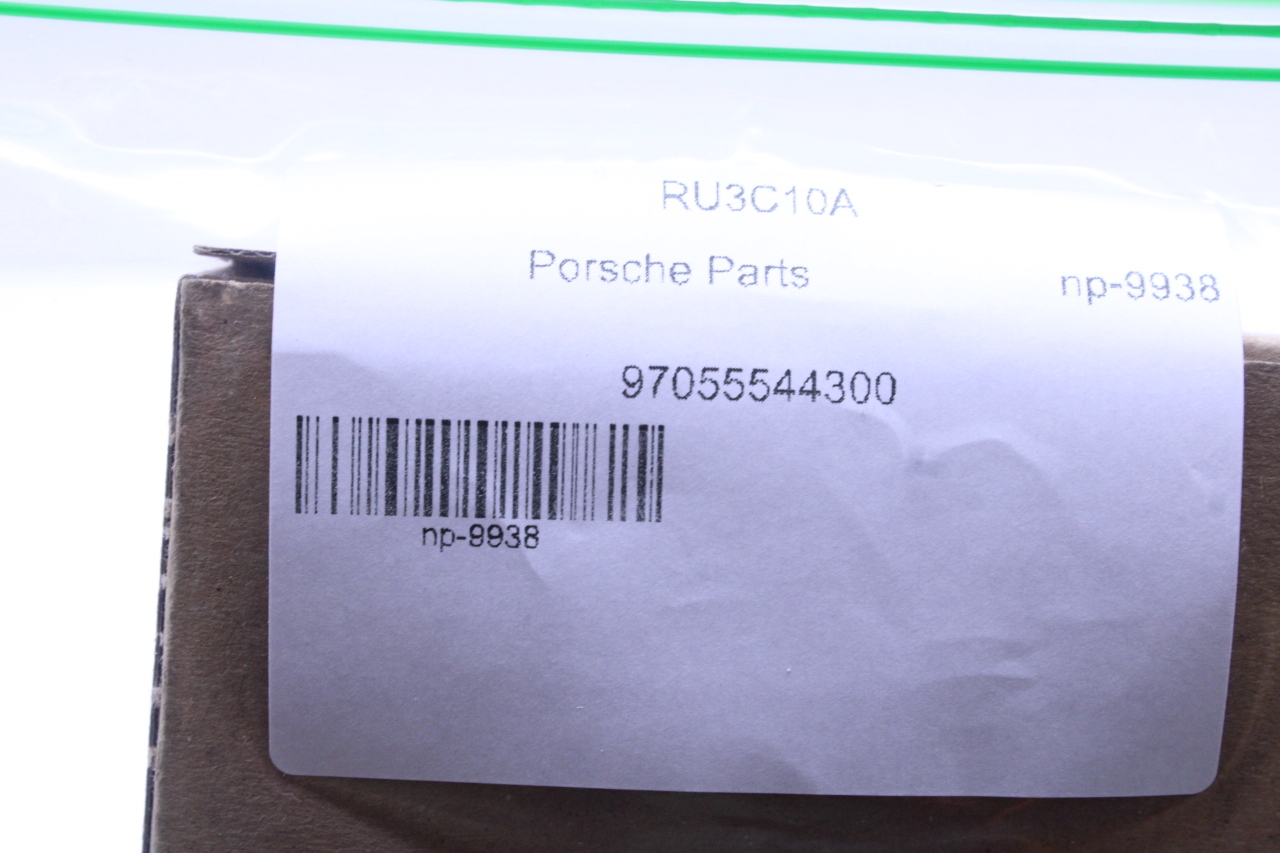 RU3C10A
Porsche Parts np-9938
97055544300
np-9938